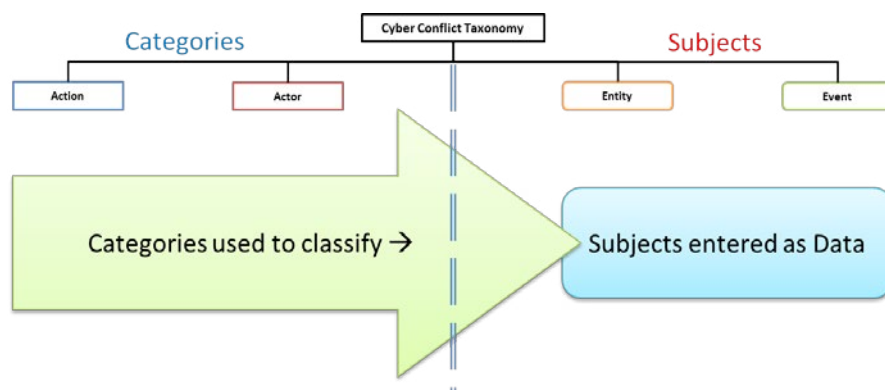 Cyber Conflict Taxonomy
Categories
Subjects
Action
Actor
Entity
Event
Categories used to classify →
Subjects entered as Data